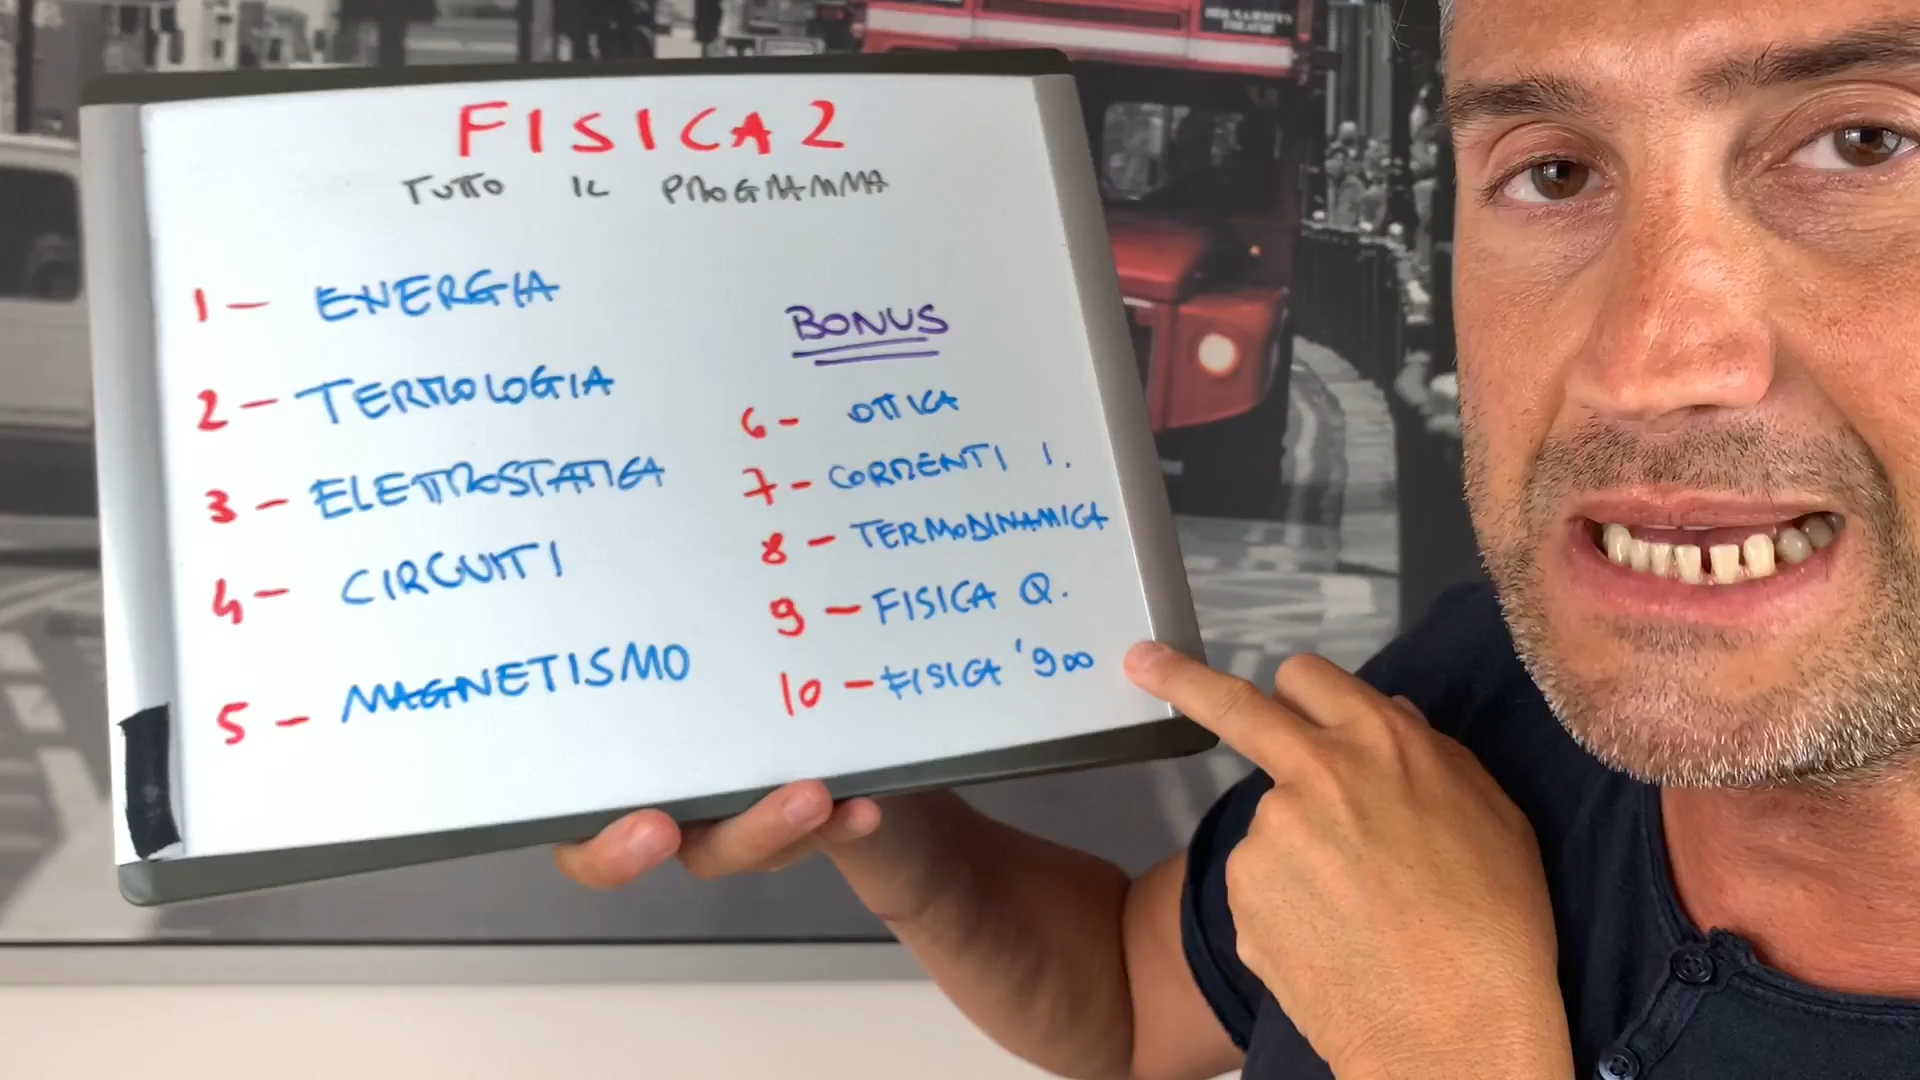 FISICA 2
TUTTO IL PROGRAMMA
1 - ENERGIA
2 - TERMOLOGIA
3 - ELETTROSTATICA
4 - CIRCUITI
5 - MAGNETISMO
BONUS
6 - OTTICA
7 - CORRENTI I.
8 - TERMODINAMICA
9 - FISICA Q.
10 - FISICA '900